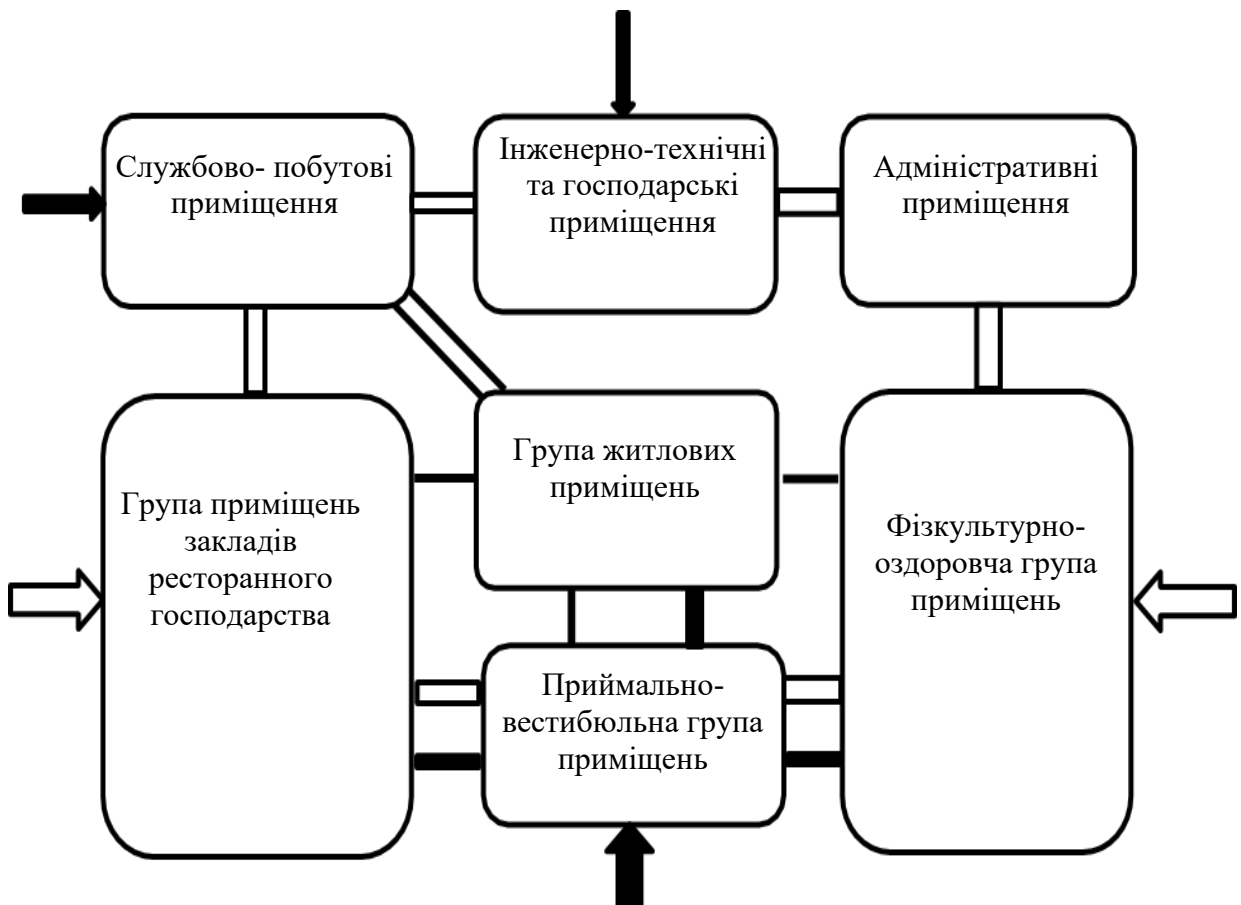 Службово- побутові
приміщення
Інженерно-технічні
та господарські
приміщення
Адміністративні
приміщення
Група приміщень
закладів
ресторанного
господарства
Група житлових
приміщень
Фізкультурно-
оздоровча група
приміщень
Приймально-
вестибюльна група
приміщень